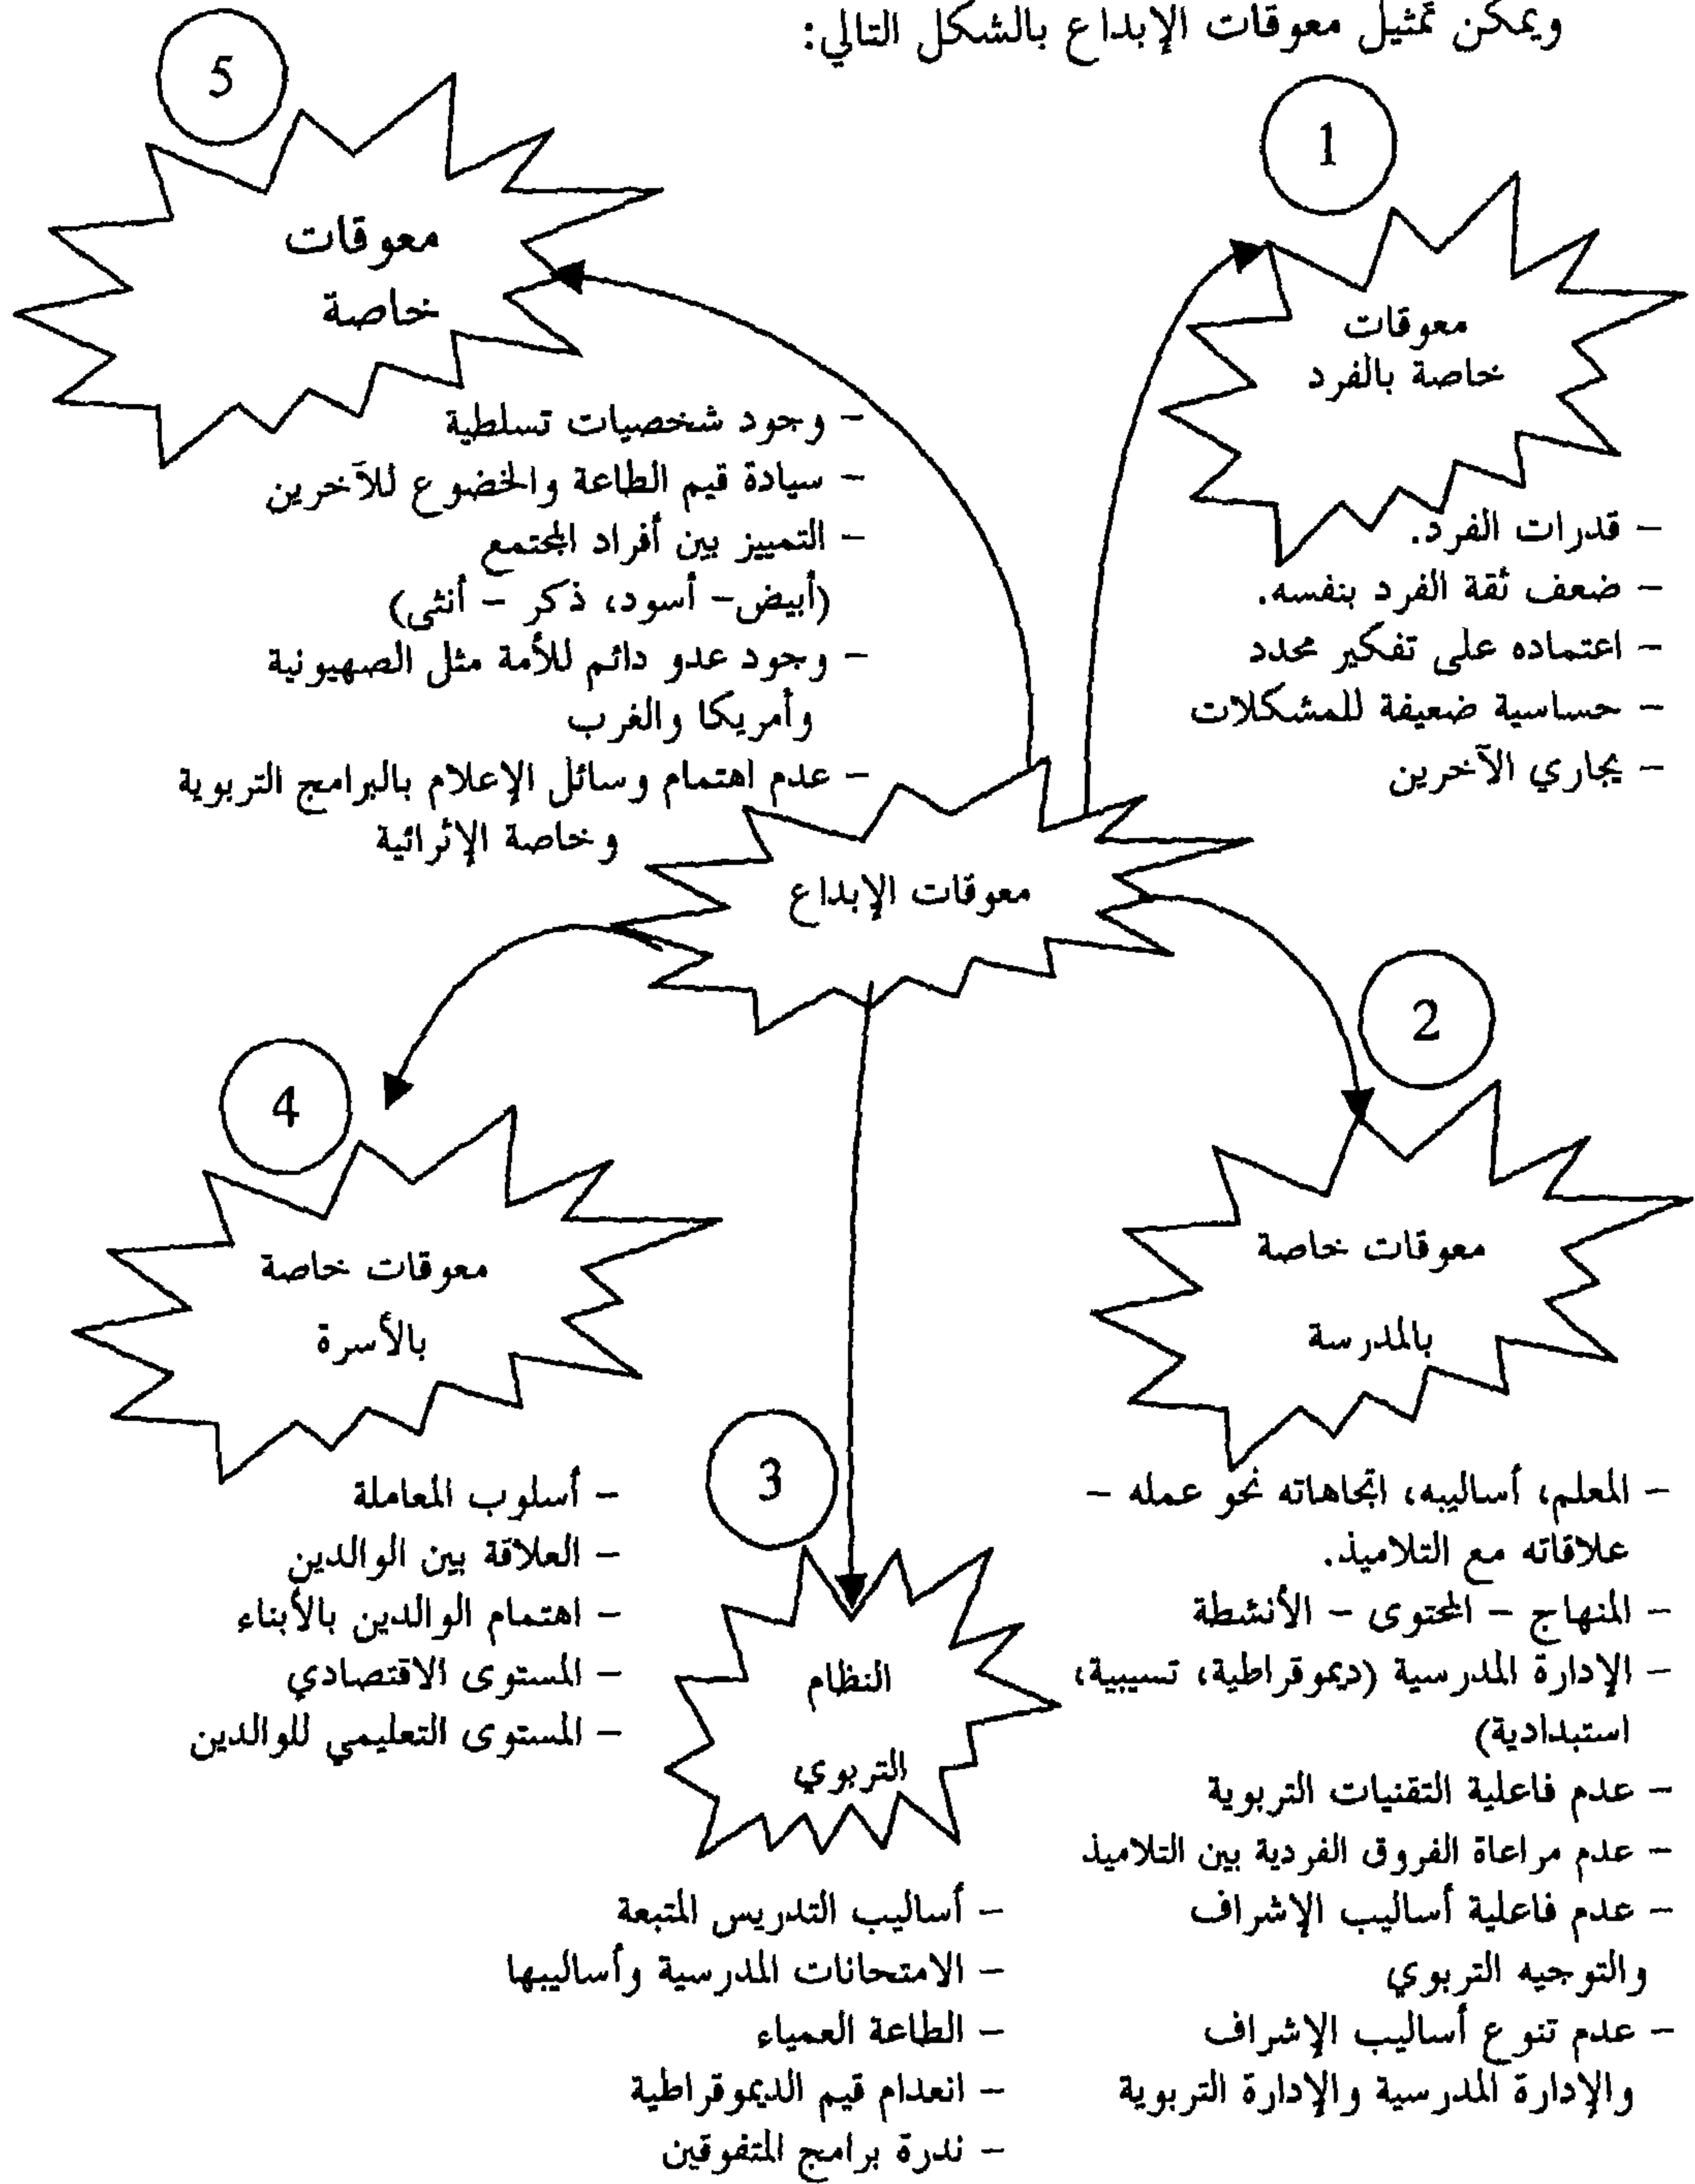 ويمكن تمثيل معوقات الإبداع بالشكل التالي:
1
معوقات
خاصة بالفرد
– قدرات الفرد.
– ضعف ثقة الفرد بنفسه.
– اعتماده على تفكير محدد
– حساسية ضعيفة للمشكلات
– يجاري الآخرين
5
معوقات
خاصة
– وجود شخصيات تسلطية
– سيادة قيم الطاعة والخضوع للآخرين
– التمييز بين أفراد المجتمع
(أبيض– أسود، ذكر – أنثى)
– وجود عدو دائم للأمة مثل الصهيونية
وأمريكا والغرب
– عدم اهتمام وسائل الإعلام بالبرامج التربوية
وخاصة الإثرائية
معوقات الإبداع
2
معوقات خاصة
بالمدرسة
– المعلم، أساليبه، اتجاهاته نحو عمله –
علاقاته مع التلاميذ.
– المنهاج – المحتوى – الأنشطة
– الإدارة المدرسية (ديموقراطية، تسيبية،
استبدادية)
– عدم فاعلية التقنيات التربوية
– عدم مراعاة الفروق الفردية بين التلاميذ
– عدم فاعلية أساليب الإشراف
والتوجيه التربوي
– عدم تنوع أساليب الإشراف
والإدارة المدرسية والإدارة التربوية
4
معوقات خاصة
بالأسرة
– أسلوب المعاملة
– العلاقة بين الوالدين
– اهتمام الوالدين بالأبناء
– المستوى الاقتصادي
– المستوى التعليمي للوالدين
3
النظام
التربوي
– أساليب التدريس المتبعة
– الامتحانات المدرسية وأساليبها
– الطاعة العمياء
– انعدام قيم الديموقراطية
– ندرة برامج المتفوقين